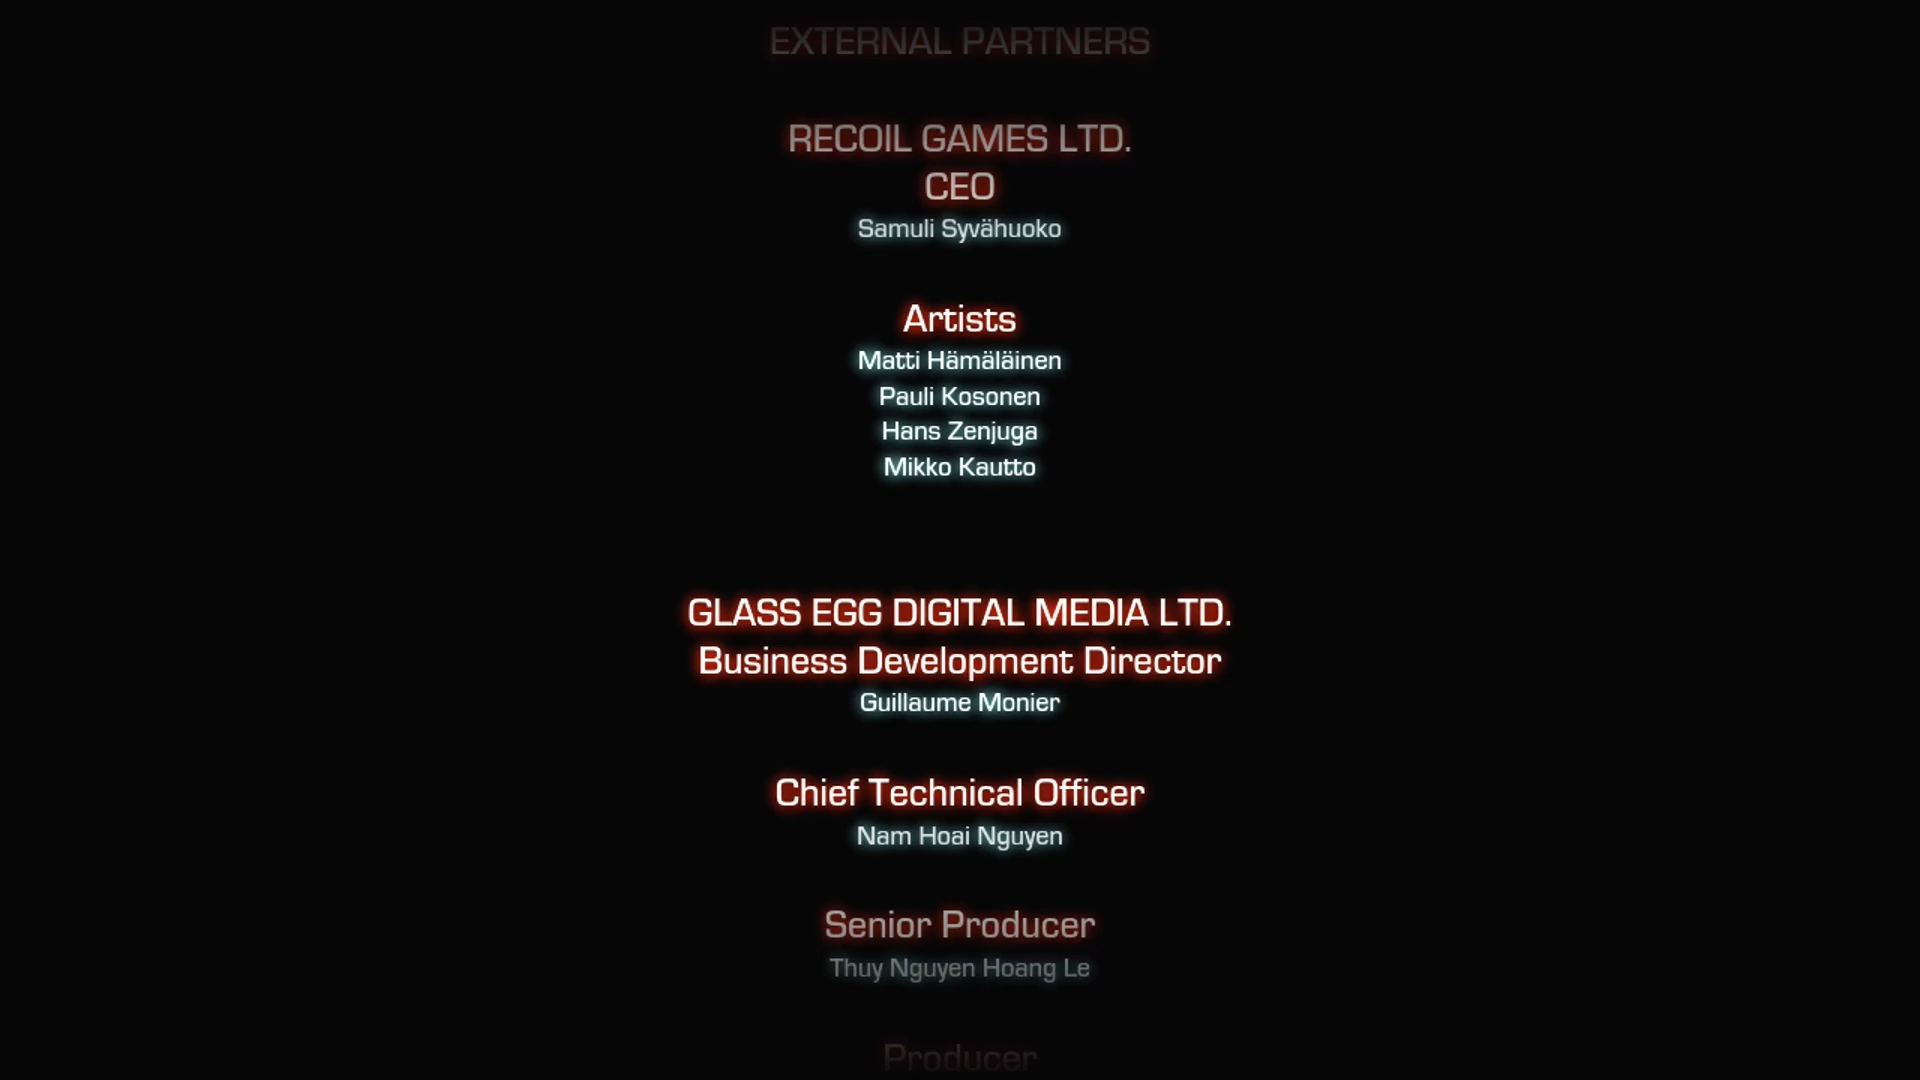 EXTERNAL PARTNERS
RECOIL GAMES LTD.
CEO
Samuli Syvähuoko
Artists
Matti Hämäläinen
Pauli Kosonen
Hans Zenjuga
Mikko Kautto
GLASS EGG DIGITAL MEDIA LTD.
Business Development Director
Guillaume Monier
Chief Technical Officer
Nam Hoai Nguyen
Senior Producer
Thuy Nguyen Hoang Le
Producer